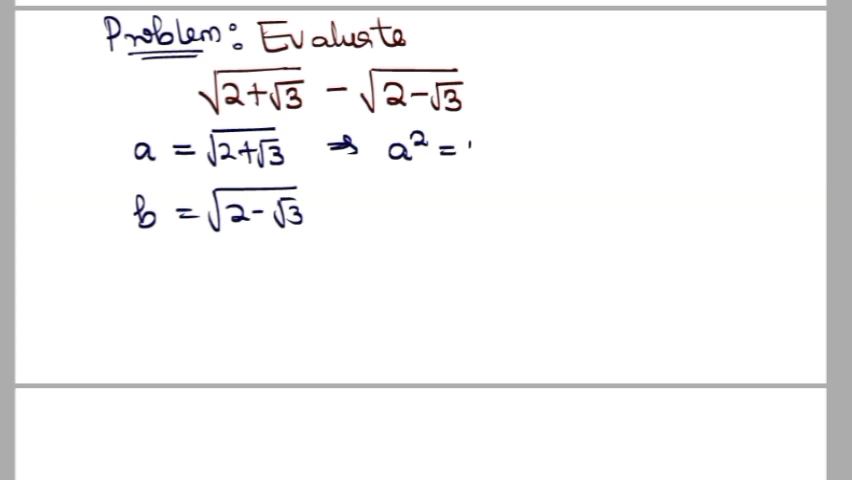 Problem: Evaluate
√(2+√3) − √(2−√3)
a = √(2+√3) ⇒ a² =
b = √(2−√3)